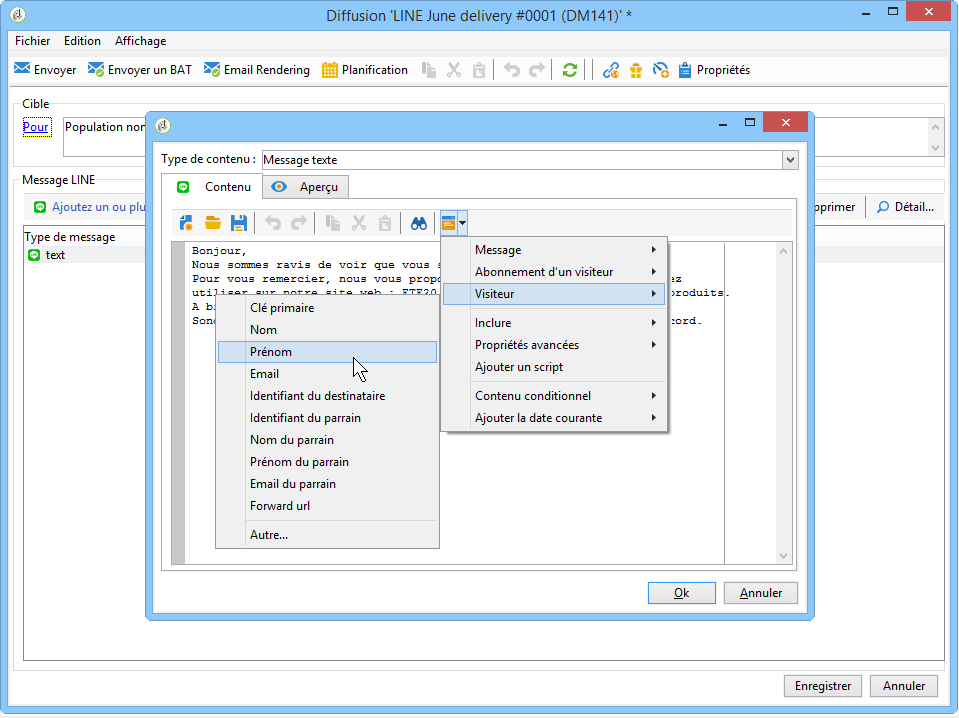 Diffusion 'LINE June delivery #0001 (DM141)' *
Fichier Edition Affichage
Envoyer Envoyer un BAT Email Rendering Planification Propriétés
Cible
Pour Population non
Message LINE
Ajoutez un ou plu pprimer Détail...
Type de message
text
Type de contenu : Message texte
Contenu Aperçu
Bonjour,
Nous sommes ravis de voir que vous s
Pour vous remercier, nous vous propo ez
utiliser sur notre site web : ETE20 produits.
A bi
Sono cord.
Message
Abonnement d'un visiteur
Visiteur
Inclure
Propriétés avancées
Ajouter un script
Contenu conditionnel
Ajouter la date courante
Clé primaire
Nom
Prénom
Email
Identifiant du destinataire
Identifiant du parrain
Nom du parrain
Prénom du parrain
Email du parrain
Forward url
Autre...
Ok Annuler
Enregistrer Annuler